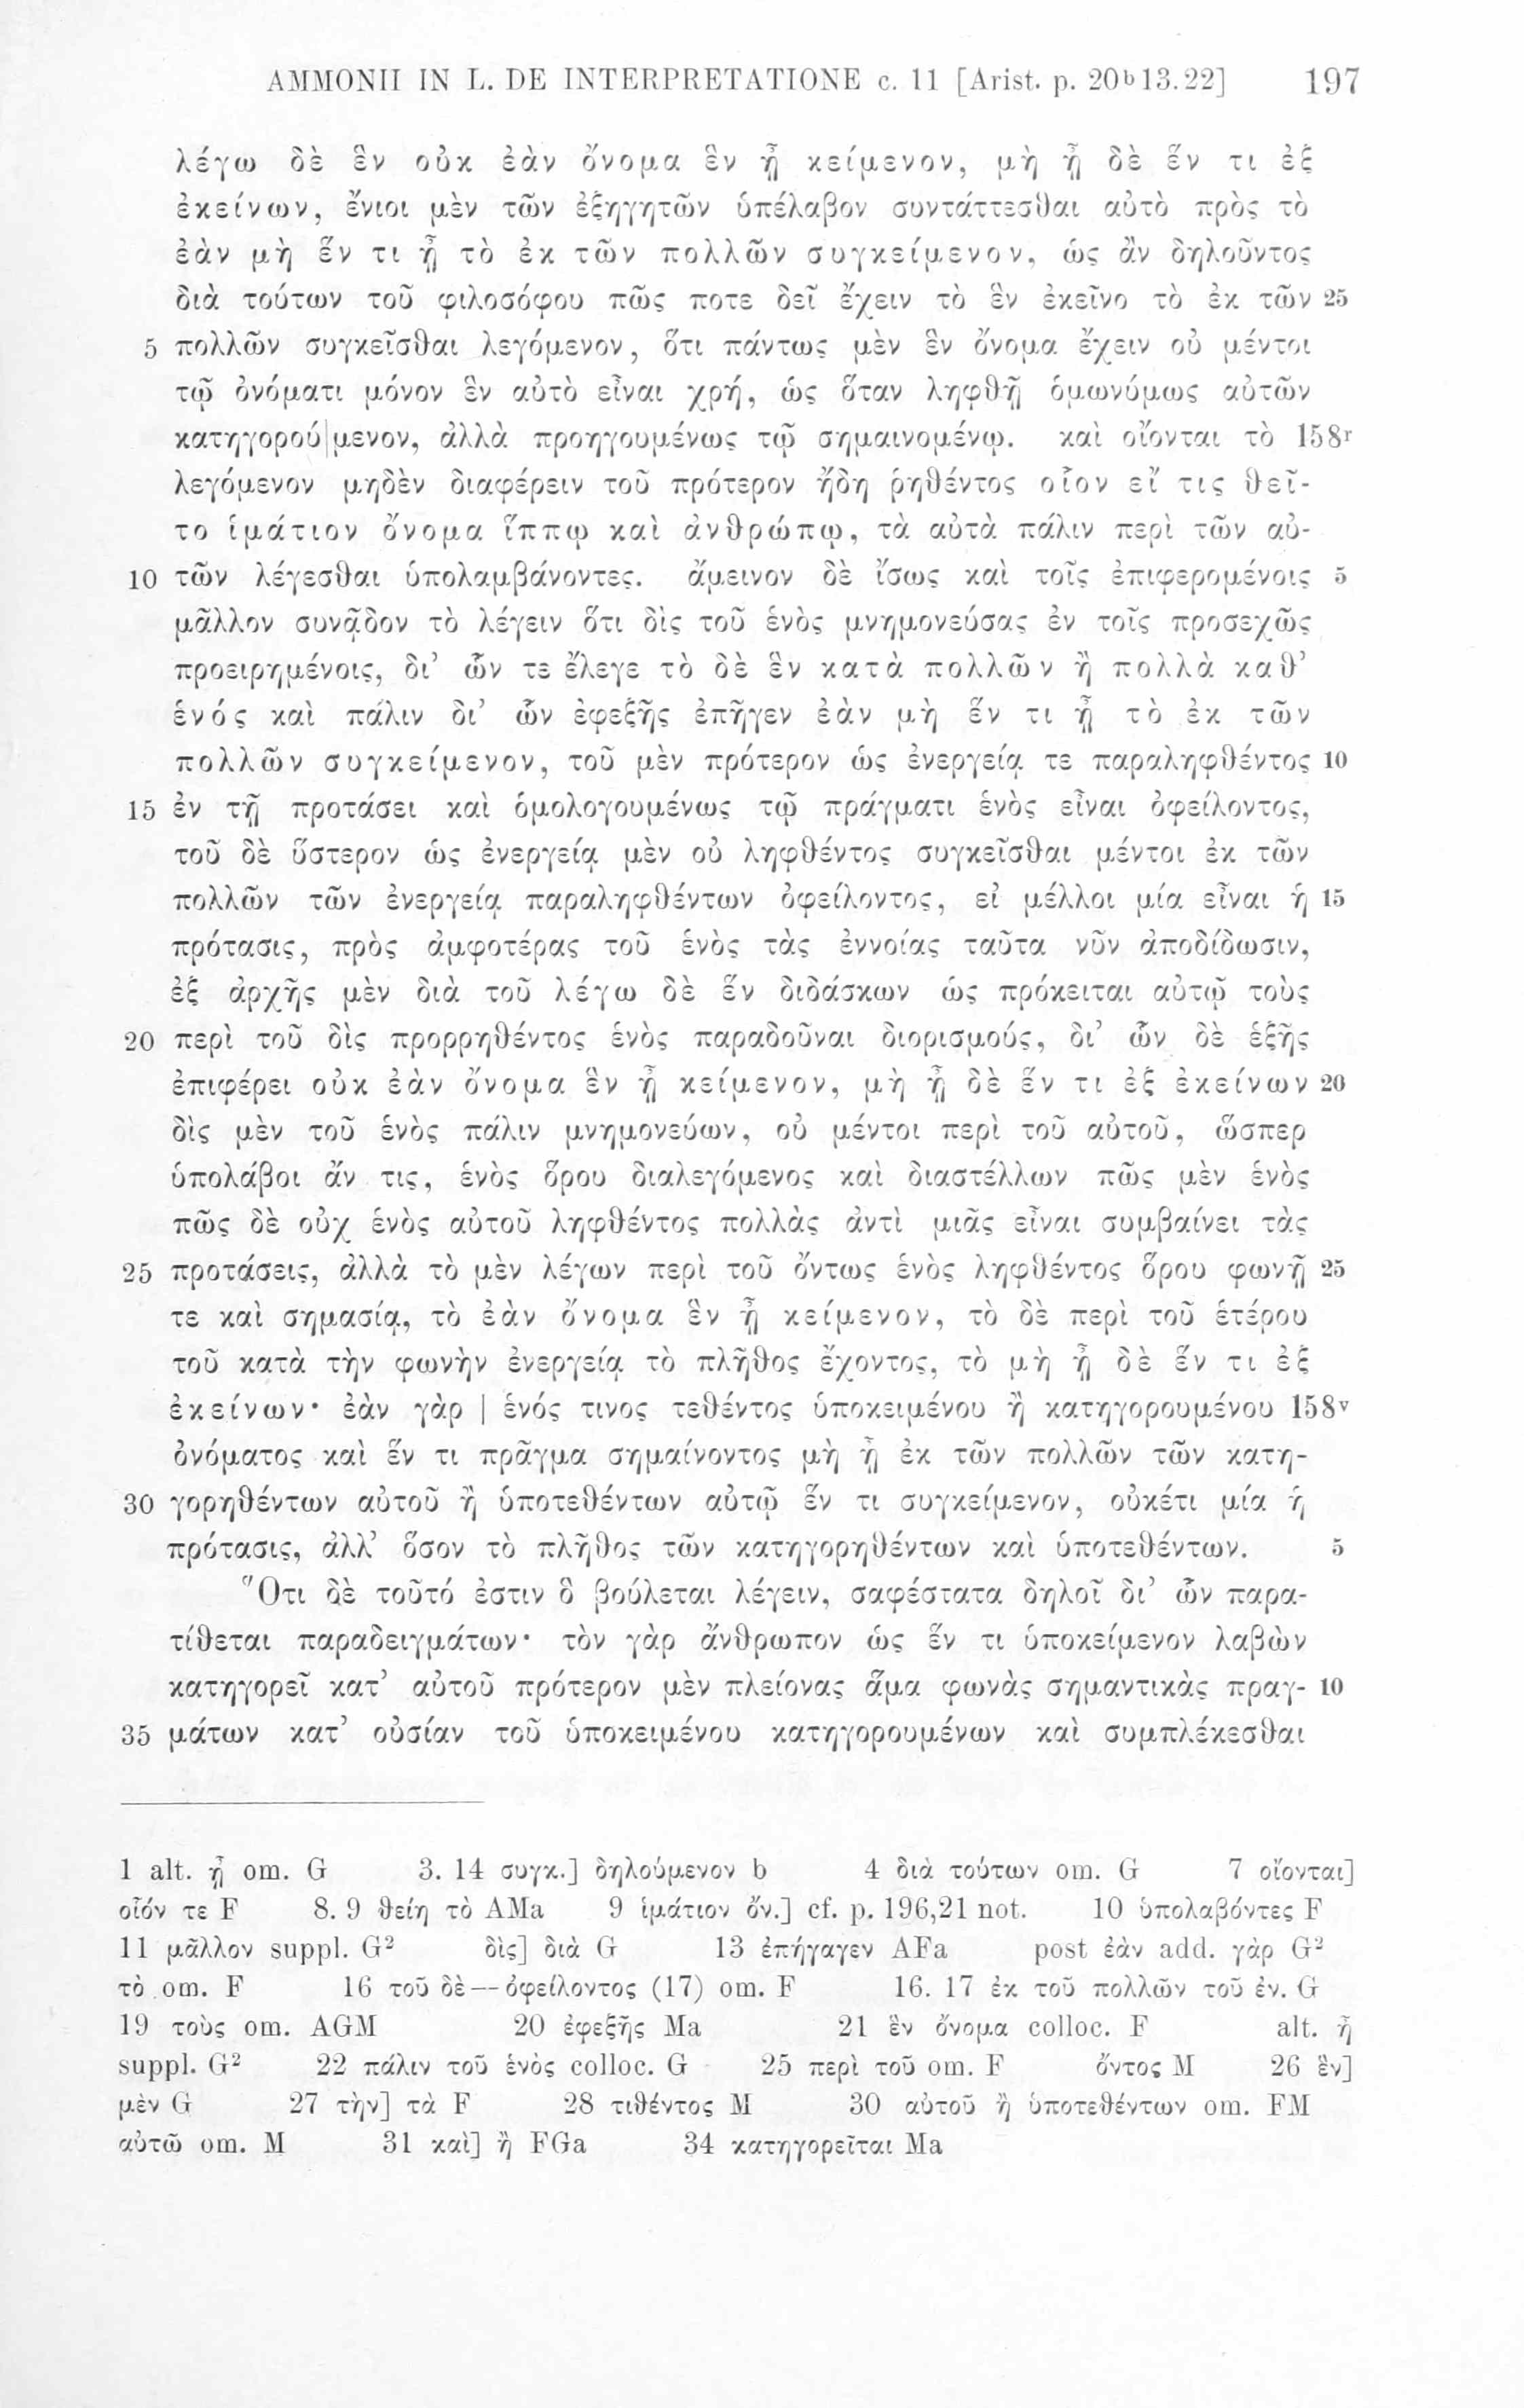 AMMONII IN L. DE INTERPRETATIONE c. 11 [Arist. p. 20ᵇ13.22] 197
λέγω δὲ ἓν οὐκ ἐὰν ὄνομα ἓν ᾖ κείμενον, μὴ ᾖ δὲ ἕν τι ἐξ
ἐκείνων, ἔνιοι μὲν τῶν ἐξηγητῶν ὑπέλαβον συντάττεσθαι αὐτὸ πρὸς τὸ
ἐὰν μὴ ἕν τι ᾖ τὸ ἐκ τῶν πολλῶν συγκείμενον, ὡς ἂν δηλοῦντος
διὰ τούτων τοῦ φιλοσόφου πῶς ποτε δεῖ ἔχειν τὸ ἓν ἐκεῖνο τὸ ἐκ τῶν 25
5 πολλῶν συγκεῖσθαι λεγόμενον, ὅτι πάντως μὲν ἓν ὄνομα ἔχειν οὐ μέντοι
τῷ ὀνόματι μόνον ἓν αὐτὸ εἶναι χρή, ὡς ὅταν ληφθῇ ὁμωνύμως αὐτῶν
κατηγορού|μενον, ἀλλὰ προηγουμένως τῷ σημαινομένῳ. καὶ οἴονται τὸ 158ʳ
λεγόμενον μηδὲν διαφέρειν τοῦ πρότερον ἤδη ῥηθέντος οἷον εἴ τις θεῖ-
το ἱμάτιον ὄνομα ἵππῳ καὶ ἀνθρώπῳ, τὰ αὐτὰ πάλιν περὶ τῶν αὐ-
10 τῶν λέγεσθαι ὑπολαμβάνοντες. ἄμεινον δὲ ἴσως καὶ τοῖς ἐπιφερομένοις 5
μᾶλλον συνᾷδον τὸ λέγειν ὅτι δὶς τοῦ ἑνὸς μνημονεύσας ἐν τοῖς προσεχῶς
προειρημένοις, δι’ ὧν τε ἔλεγε τὸ δὲ ἓν κατὰ πολλῶν ἢ πολλὰ καθ’
ἑνός καὶ πάλιν δι’ ὧν ἐφεξῆς ἐπῆγεν ἐὰν μὴ ἕν τι ᾖ τὸ ἐκ τῶν
πολλῶν συγκείμενον, τοῦ μὲν πρότερον ὡς ἐνεργείᾳ τε παραληφθέντος 10
15 ἐν τῇ προτάσει καὶ ὁμολογουμένως τῷ πράγματι ἑνὸς εἶναι ὀφείλοντος,
τοῦ δὲ ὕστερον ὡς ἐνεργείᾳ μὲν οὐ ληφθέντος συγκεῖσθαι μέντοι ἐκ τῶν
πολλῶν τῶν ἐνεργείᾳ παραληφθέντων ὀφείλοντος, εἰ μέλλοι μία εἶναι ἡ 15
πρότασις, πρὸς ἀμφοτέρας τοῦ ἑνὸς τὰς ἐννοίας ταῦτα νῦν ἀποδίδωσιν,
ἐξ ἀρχῆς μὲν διὰ τοῦ λέγω δὲ ἕν διδάσκων ὡς πρόκειται αὐτῷ τοὺς
20 περὶ τοῦ δὶς προρρηθέντος ἑνὸς παραδοῦναι διορισμούς, δι’ ὧν δὲ ἑξῆς
ἐπιφέρει οὐκ ἐὰν ὄνομα ἓν ᾖ κείμενον, μὴ ᾖ δὲ ἕν τι ἐξ ἐκείνων 20
δὶς μὲν τοῦ ἑνὸς πάλιν μνημονεύων, οὐ μέντοι περὶ τοῦ αὐτοῦ, ὥσπερ
ὑπολάβοι ἄν τις, ἑνὸς ὅρου διαλεγόμενος καὶ διαστέλλων πῶς μὲν ἑνὸς
πῶς δὲ οὐχ ἑνὸς αὐτοῦ ληφθέντος πολλὰς ἀντὶ μιᾶς εἶναι συμβαίνει τὰς
25 προτάσεις, ἀλλὰ τὸ μὲν λέγων περὶ τοῦ ὄντως ἑνὸς ληφθέντος ὅρου φωνῇ 25
τε καὶ σημασίᾳ, τὸ ἐὰν ὄνομα ἓν ᾖ κείμενον, τὸ δὲ περὶ τοῦ ἑτέρου
τοῦ κατὰ τὴν φωνὴν ἐνεργείᾳ τὸ πλῆθος ἔχοντος, τὸ μὴ ᾖ δὲ ἕν τι ἐξ
ἐκείνων· ἐὰν γὰρ | ἑνός τινος τεθέντος ὑποκειμένου ἢ κατηγορουμένου 158ᵛ
ὀνόματος καὶ ἕν τι πρᾶγμα σημαίνοντος μὴ ᾖ ἐκ τῶν πολλῶν τῶν κατη-
30 γορηθέντων αὐτοῦ ἢ ὑποτεθέντων αὐτῷ ἕν τι συγκείμενον, οὐκέτι μία ἡ
πρότασις, ἀλλ’ ὅσον τὸ πλῆθος τῶν κατηγορηθέντων καὶ ὑποτεθέντων. 5
Ὅτι δὲ τοῦτό ἐστιν ὃ βούλεται λέγειν, σαφέστατα δηλοῖ δι’ ὧν παρα-
τίθεται παραδειγμάτων· τὸν γὰρ ἄνθρωπον ὡς ἕν τι ὑποκείμενον λαβὼν
κατηγορεῖ κατ’ αὐτοῦ πρότερον μὲν πλείονας ἅμα φωνὰς σημαντικὰς πραγ- 10
35 μάτων κατ’ οὐσίαν τοῦ ὑποκειμένου κατηγορουμένων καὶ συμπλέκεσθαι
1 alt. ᾖ om. G 3. 14 συγκ.] δηλούμενον b 4 διὰ τούτων om. G 7 οἴονται]
οἷόν τε F 8. 9 θείη τὸ AMa 9 ἱμάτιον ὄν.] cf. p. 196,21 not. 10 ὑπολαβόντες F
11 μᾶλλον suppl. G² δὶς] διὰ G 13 ἐπήγαγεν AFa post ἐὰν add. γὰρ G²
τὸ om. F 16 τοῦ δὲ—ὀφείλοντος (17) om. F 16. 17 ἐκ τοῦ πολλῶν τοῦ ἐν. G
19 τοὺς om. AGM 20 ἐφεξῆς Ma 21 ἓν ὄνομα colloc. F alt. ᾖ
suppl. G² 22 πάλιν τοῦ ἑνὸς colloc. G 25 περὶ τοῦ om. F ὄντος M 26 ἓν]
μὲν G 27 τὴν] τὰ F 28 τιθέντος M 30 αὐτοῦ ἢ ὑποτεθέντων om. FM
αὐτῶ om. M 31 καὶ] ἢ FGa 34 κατηγορεῖται Ma